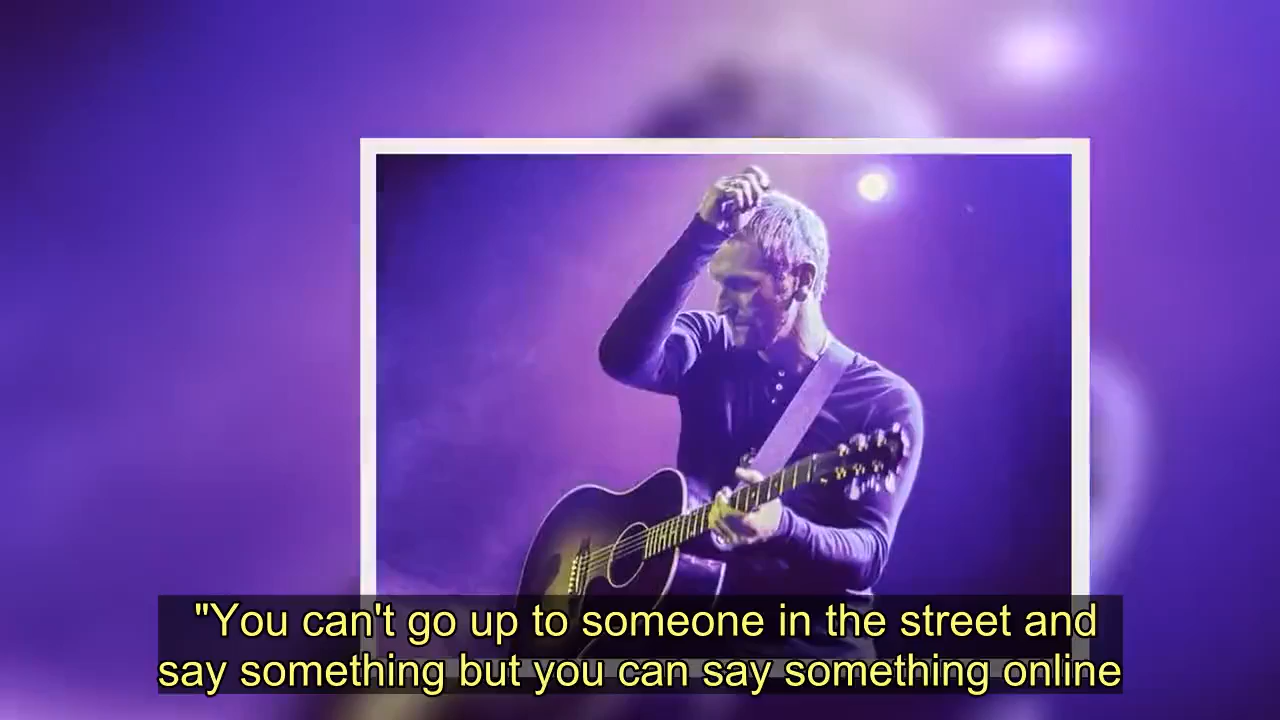 "You can't go up to someone in the street and
say something but you can say something online